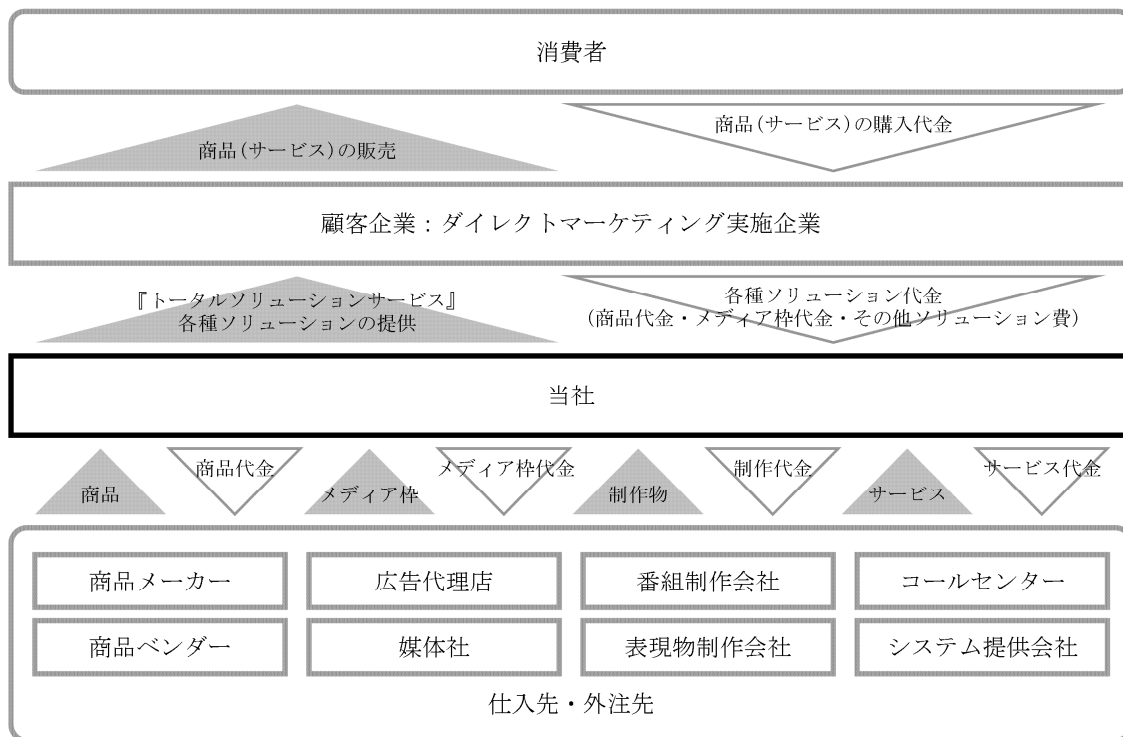 消費者
商品(サービス)の販売
商品(サービス)の購入代金
顧客企業：ダイレクトマーケティング実施企業
『トータルソリューションサービス』
各種ソリューションの提供
各種ソリューション代金
(商品代金・メディア枠代金・その他ソリューション費)
当社
商品
商品代金
メディア枠
メディア枠代金
制作物
制作代金
サービス
サービス代金
商品メーカー
広告代理店
番組制作会社
コールセンター
商品ベンダー
媒体社
表現物制作会社
システム提供会社
仕入先・外注先